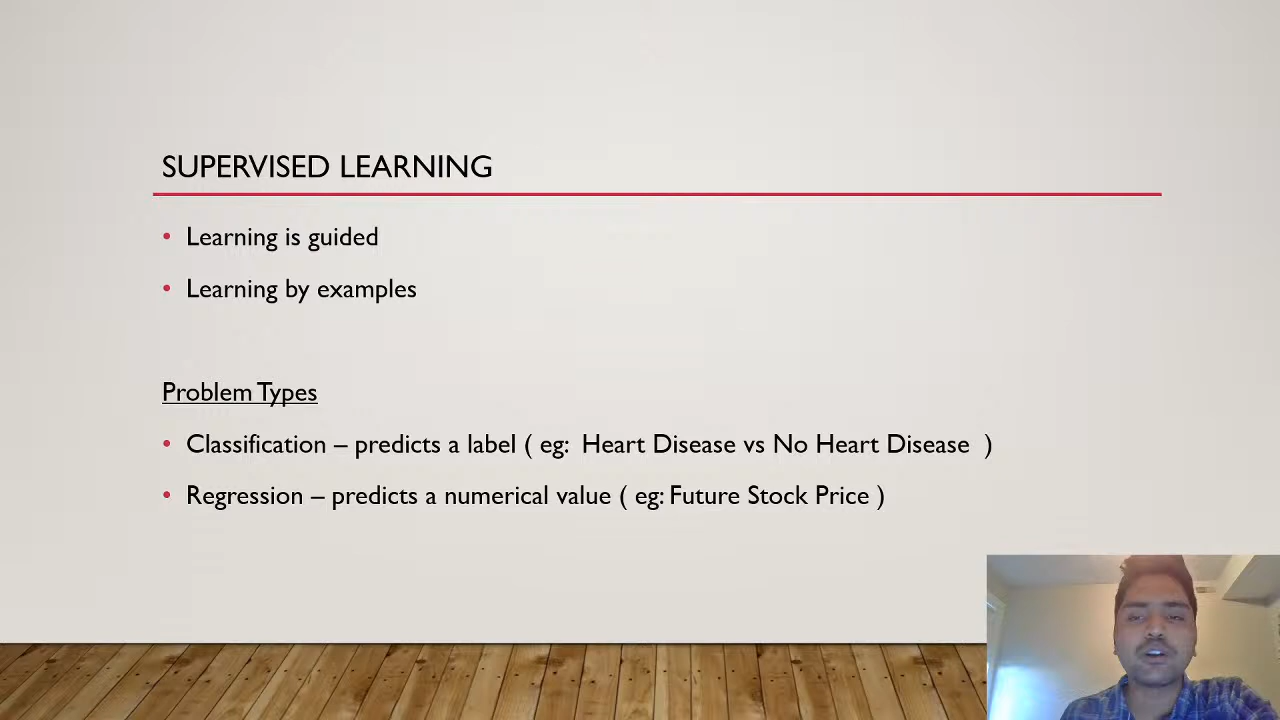 SUPERVISED LEARNING
• Learning is guided
• Learning by examples
Problem Types
• Classification – predicts a label ( eg:  Heart Disease vs No Heart Disease  )
• Regression – predicts a numerical value ( eg: Future Stock Price )